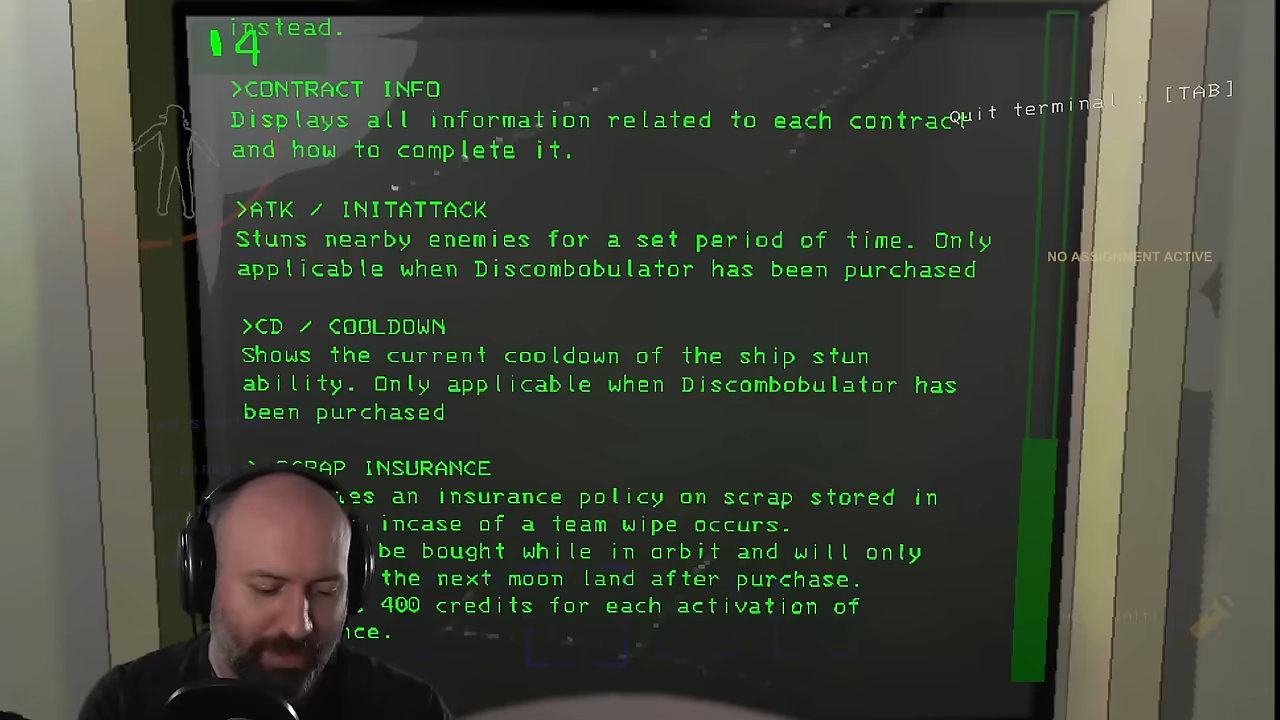 instead.
4
>CONTRACT INFO
Displays all information related to each contract
and how to complete it.
Quit terminal : [TAB]
>ATK / INITATTACK
Stuns nearby enemies for a set period of time. Only
applicable when Discombobulator has been purchased
NO ASSIGNMENT ACTIVE
>CD / COOLDOWN
Shows the current cooldown of the ship stun
ability. Only applicable when Discombobulator has
been purchased
> SCRAP INSURANCE
an insurance policy on scrap stored in
incase of a team wipe occurs.
be bought while in orbit and will only
the next moon land after purchase.
400 credits for each activation of